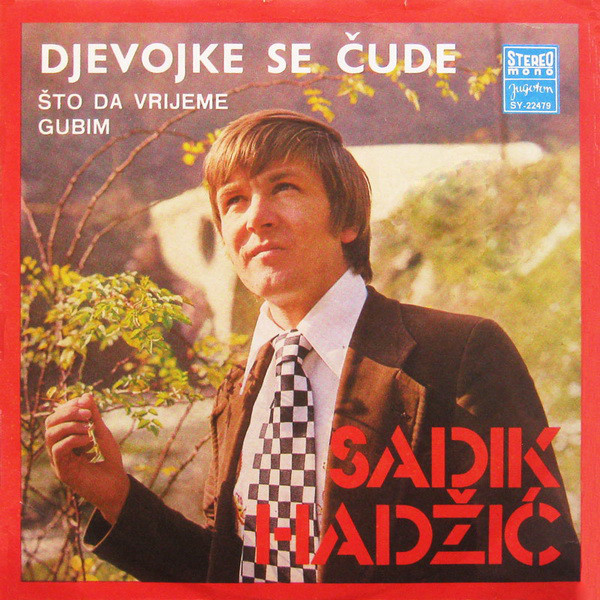 DJEVOJKE SE ČUDE
ŠTO DA VRIJEME
GUBIM
STEREO
mono
Jugoton
SY-22479
SADIK
HADŽIĆ